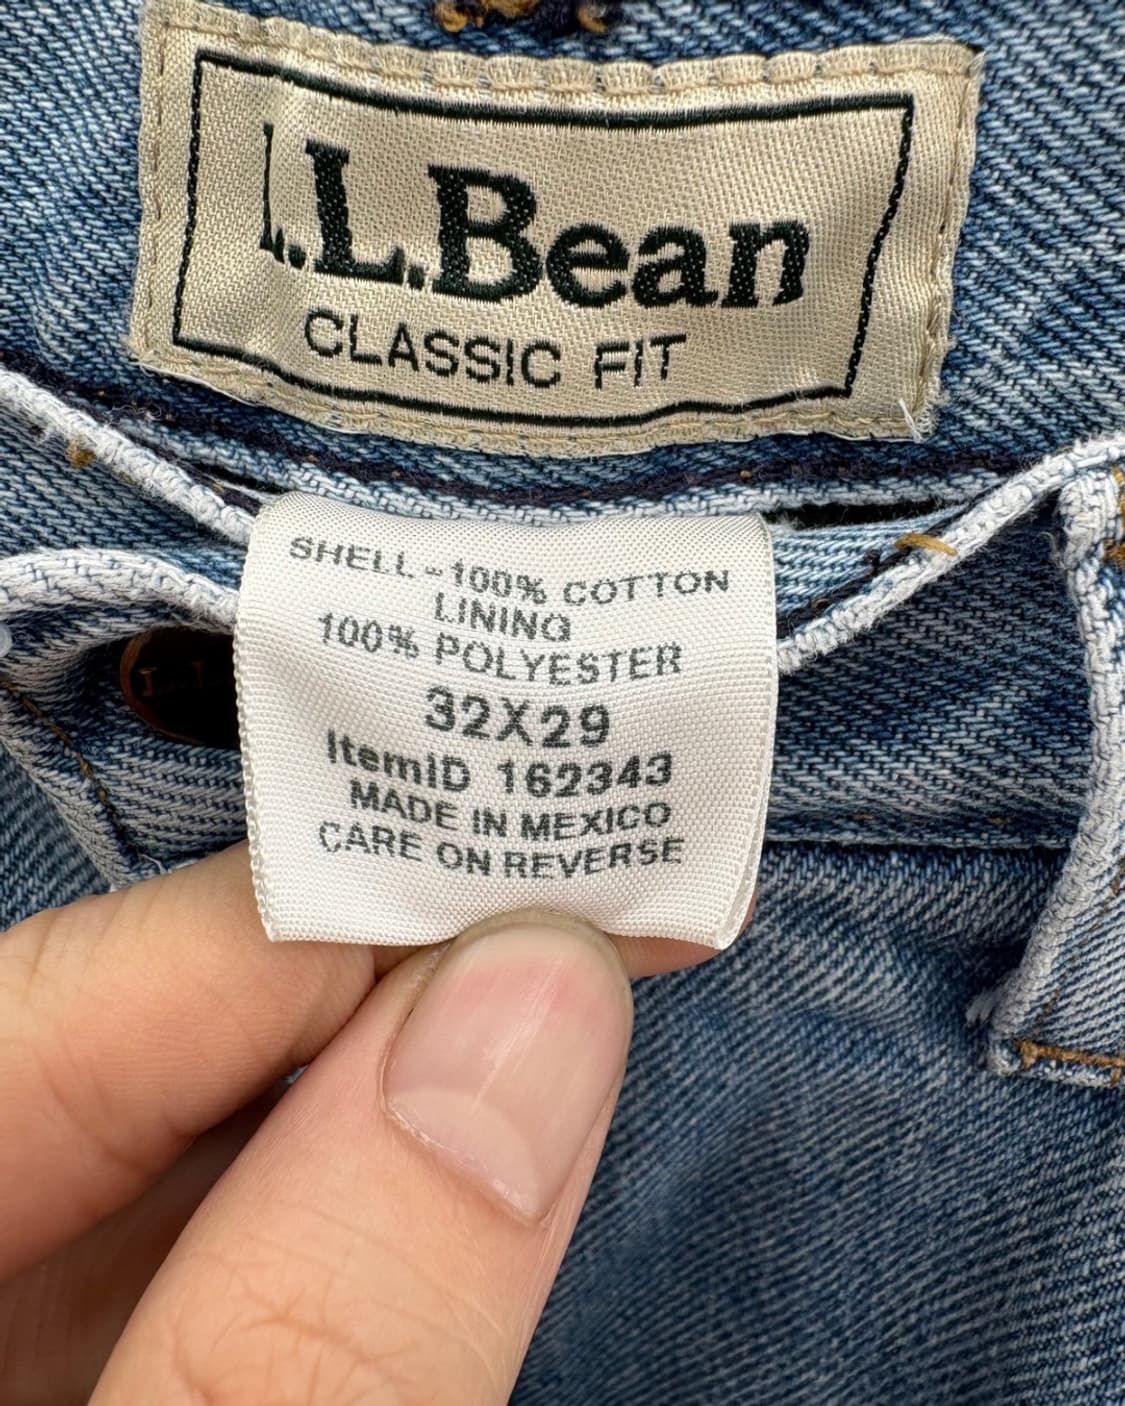 L.L.Bean
CLASSIC FIT
SHELL-100% COTTON
LINING
100% POLYESTER
32X29
ItemID 162343
MADE IN MEXICO
CARE ON REVERSE